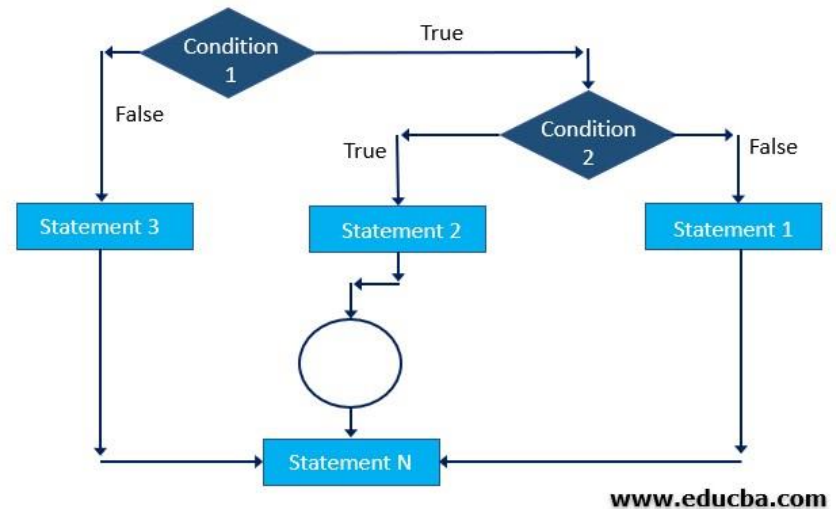 Condition
1
True
False
Condition
2
True
False
Statement 3
Statement 2
Statement 1
Statement N
www.educba.com